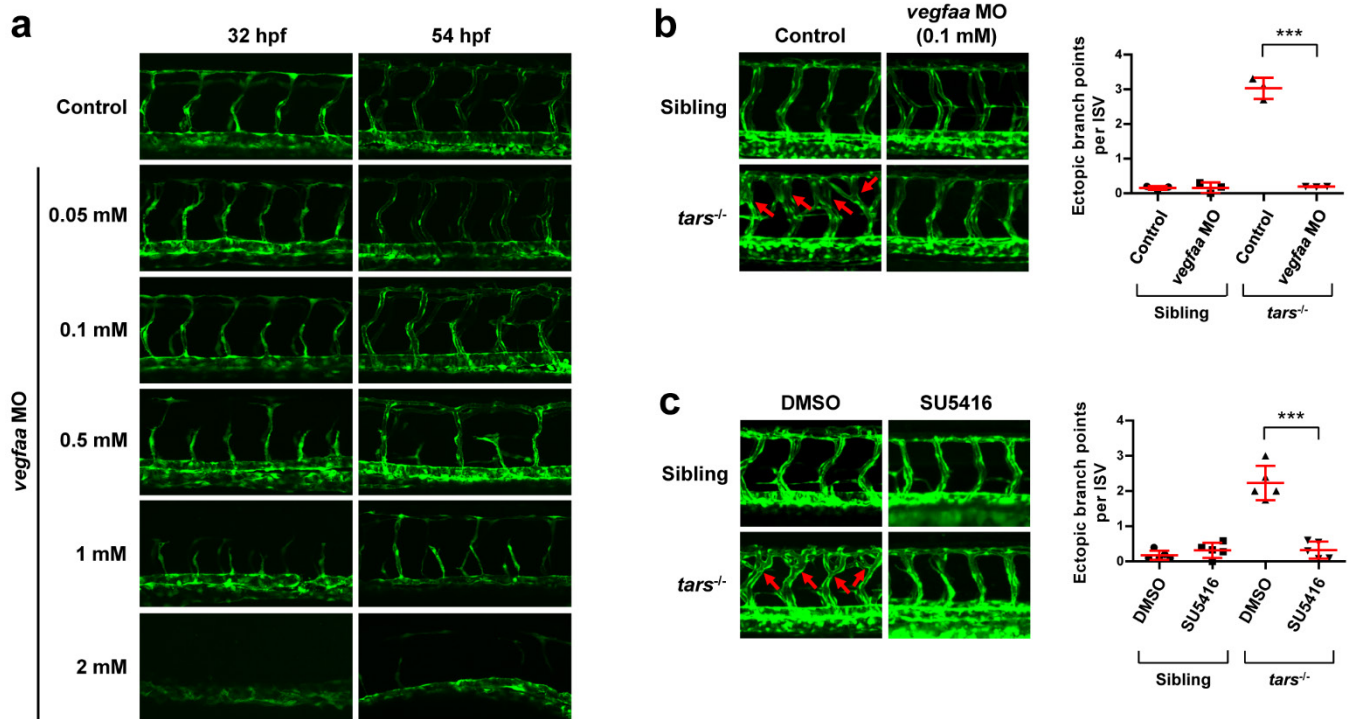 a
32 hpf
54 hpf
Control
0.05 mM
0.1 mM
0.5 mM
1 mM
2 mM
vegfaa MO
b
Control
vegfaa MO
(0.1 mM)
Sibling
tars-/-
Ectopic branch points
per ISV
4
3
2
1
0
***
Control
vegfaa MO
Control
vegfaa MO
Sibling
tars-/-
c
DMSO
SU5416
Sibling
tars-/-
Ectopic branch points
per ISV
4
3
2
1
0
***
DMSO
SU5416
DMSO
SU5416
Sibling
tars-/-